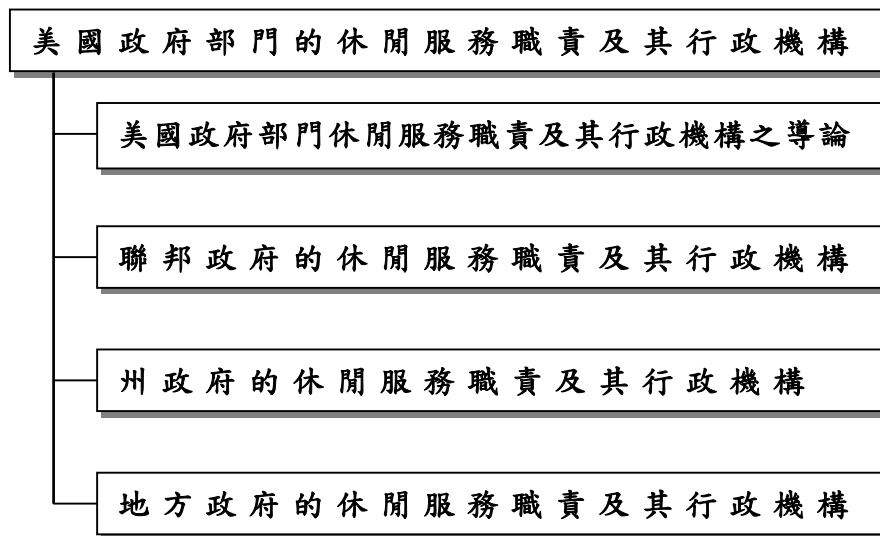 美國政府部門的休閒服務職責及其行政機構
美國政府部門休閒服務職責及其行政機構之導論
聯邦政府的休閒服務職責及其行政機構
州政府的休閒服務職責及其行政機構
地方政府的休閒服務職責及其行政機構